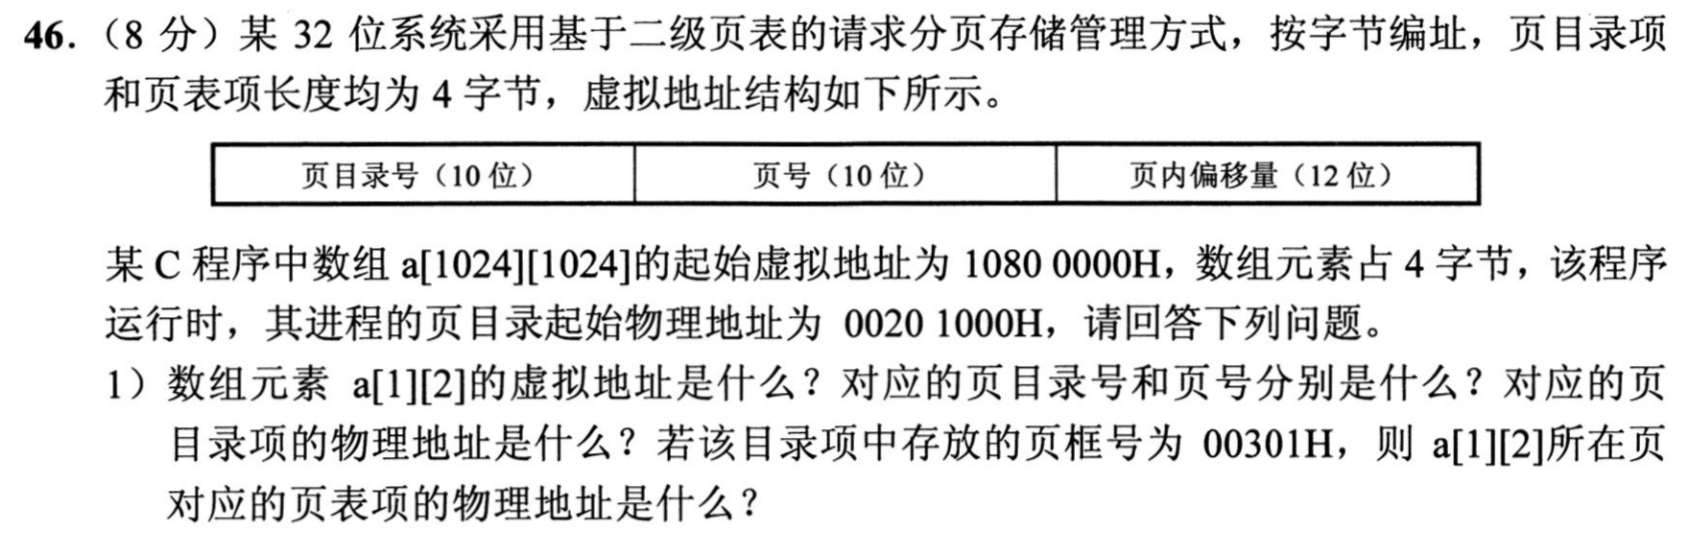 46.（8 分）某 32 位系统采用基于二级页表的请求分页存储管理方式，按字节编址，页目录项
和页表项长度均为 4 字节，虚拟地址结构如下所示。
页目录号（10 位） 页号（10 位） 页内偏移量（12 位）
某 C 程序中数组 a[1024][1024]的起始虚拟地址为 1080 0000H，数组元素占 4 字节，该程序
运行时，其进程的页目录起始物理地址为 0020 1000H，请回答下列问题。
1）数组元素 a[1][2]的虚拟地址是什么？对应的页目录号和页号分别是什么？对应的页
目录项的物理地址是什么？若该目录项中存放的页框号为 00301H，则 a[1][2]所在页
对应的页表项的物理地址是什么？